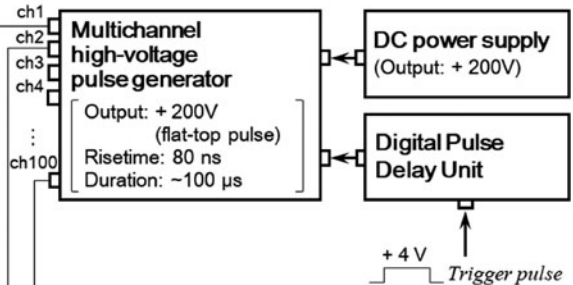 ch1
ch2
ch3
ch4
⋮
ch100
Multichannel
high-voltage
pulse generator
Output: + 200V
(flat-top pulse)
Risetime: 80 ns
Duration: ~100 µs
DC power supply
(Output: + 200V)
Digital Pulse
Delay Unit
+ 4 V
Trigger pulse